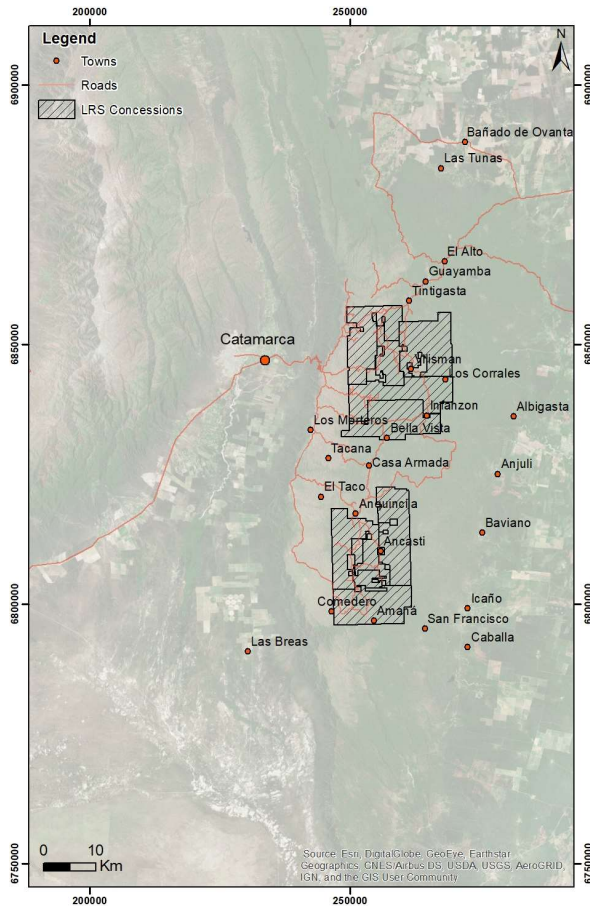 200000
250000
Legend
Towns
Roads
LRS Concessions
N
6900000
6900000
Bañado de Ovanta
Las Tunas
El Alto
Guayamba
Tintigasta
6850000
6850000
Catamarca
Vilisman
Los Corrales
Infanzon
Albigasta
Los Morteros
Bella Vista
Tacana
Casa Armada
Anjuli
El Taco
Anquincila
Baviano
Ancasti
6800000
6800000
Comedero
Amana
Icaño
San Francisco
Caballa
Las Breas
0 10
Km
Source: Esri, DigitalGlobe, GeoEye, Earthstar
Geographics, CNES/Airbus DS, USDA, USGS, AeroGRID,
IGN, and the GIS User Community
6750000
6750000
200000
250000